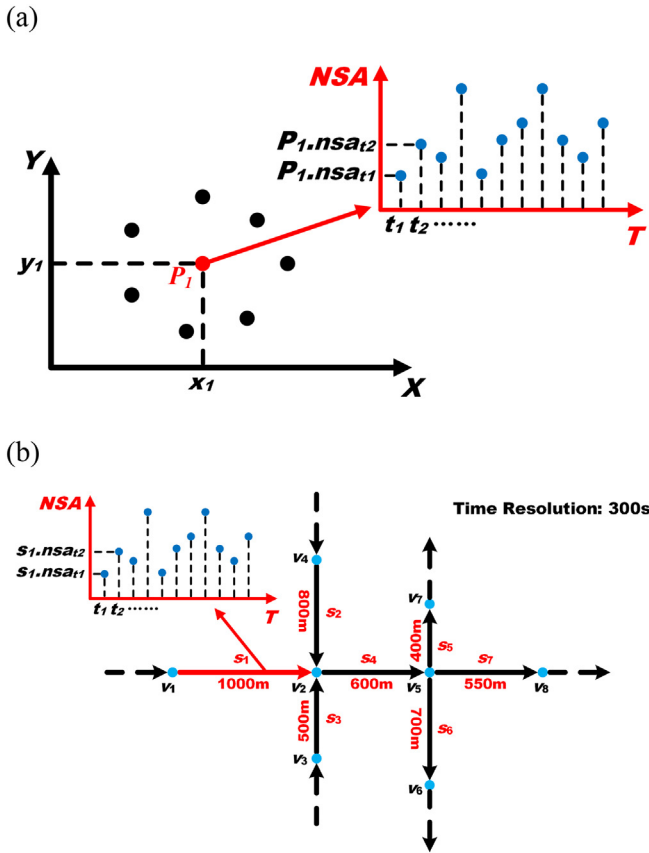 (a)
NSA
P1.nsat2
P1.nsat1
t1 t2 ······
T
Y
y1
P1
x1
X
(b)
NSA
s1.nsat2
s1.nsat1
t1 t2 ······
T
Time Resolution: 300s
v4
800m
s2
v7
400m
s5
s1
s4
s7
v1
1000m
v2
600m
v5
550m
v8
500m
s3
700m
s6
v3
v6